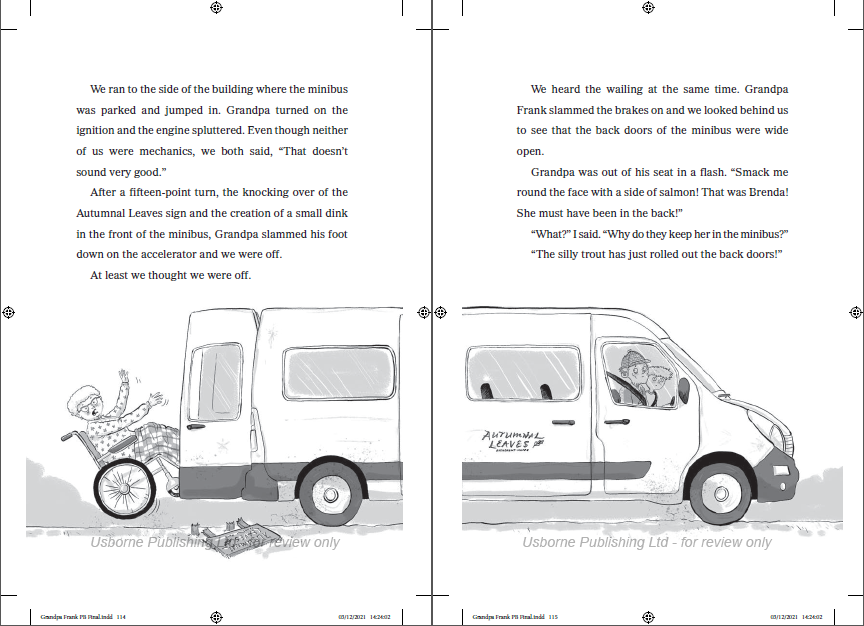 We ran to the side of the building where the minibus
was parked and jumped in. Grandpa turned on the
ignition and the engine spluttered. Even though neither
of us were mechanics, we both said, “That doesn’t
sound very good.”
After a fifteen-point turn, the knocking over of the
Autumnal Leaves sign and the creation of a small dink
in the front of the minibus, Grandpa slammed his foot
down on the accelerator and we were off.
At least we thought we were off.
Usborne Publishing Ltd - for review only
Grandpa Frank PB Final.indd 114
03/12/2021 14:24:02
We heard the wailing at the same time. Grandpa
Frank slammed the brakes on and we looked behind us
to see that the back doors of the minibus were wide
open.
Grandpa was out of his seat in a flash. “Smack me
round the face with a side of salmon! That was Brenda!
She must have been in the back!”
“What?” I said. “Why do they keep her in the minibus?”
“The silly trout has just rolled out the back doors!”
AUTUMNAL
LEAVES
Usborne Publishing Ltd - for review only
Grandpa Frank PB Final.indd 115
03/12/2021 14:24:02